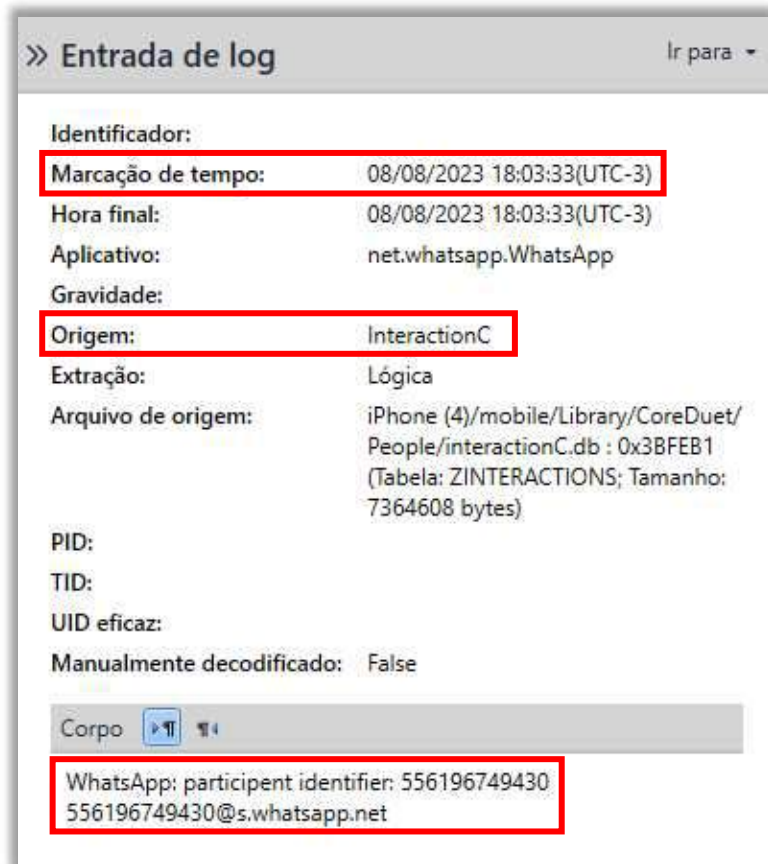 » Entrada de log Ir para
Identificador:
Marcação de tempo: 08/08/2023 18:03:33(UTC-3)
Hora final: 08/08/2023 18:03:33(UTC-3)
Aplicativo: net.whatsapp.WhatsApp
Gravidade:
Origem: InteractionC
Extração: Lógica
Arquivo de origem: iPhone (4)/mobile/Library/CoreDuet/
People/interactionC.db : 0x3BFEB1
(Tabela: ZINTERACTIONS; Tamanho:
7364608 bytes)
PID:
TID:
UID eficaz:
Manualmente decodificado: False
Corpo
WhatsApp: participent identifier: 556196749430
556196749430@s.whatsapp.net